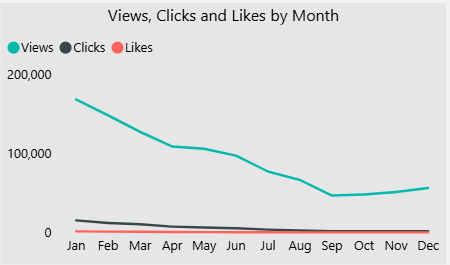 Views, Clicks and Likes by Month
Views Clicks Likes
200,000
100,000
0
Jan Feb Mar Apr May Jun Jul Aug Sep Oct Nov Dec